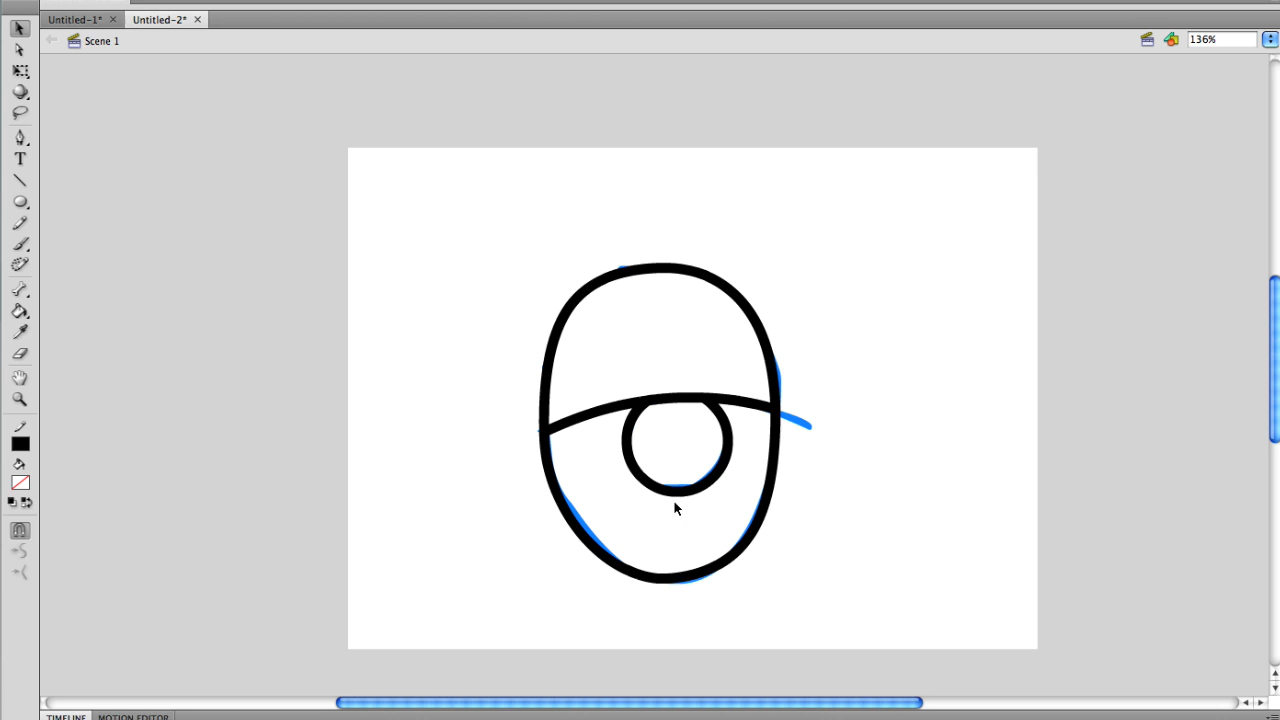 Untitled-1* × Untitled-2* ×
Scene 1 136%
T
TIMELINE MOTION EDITOR